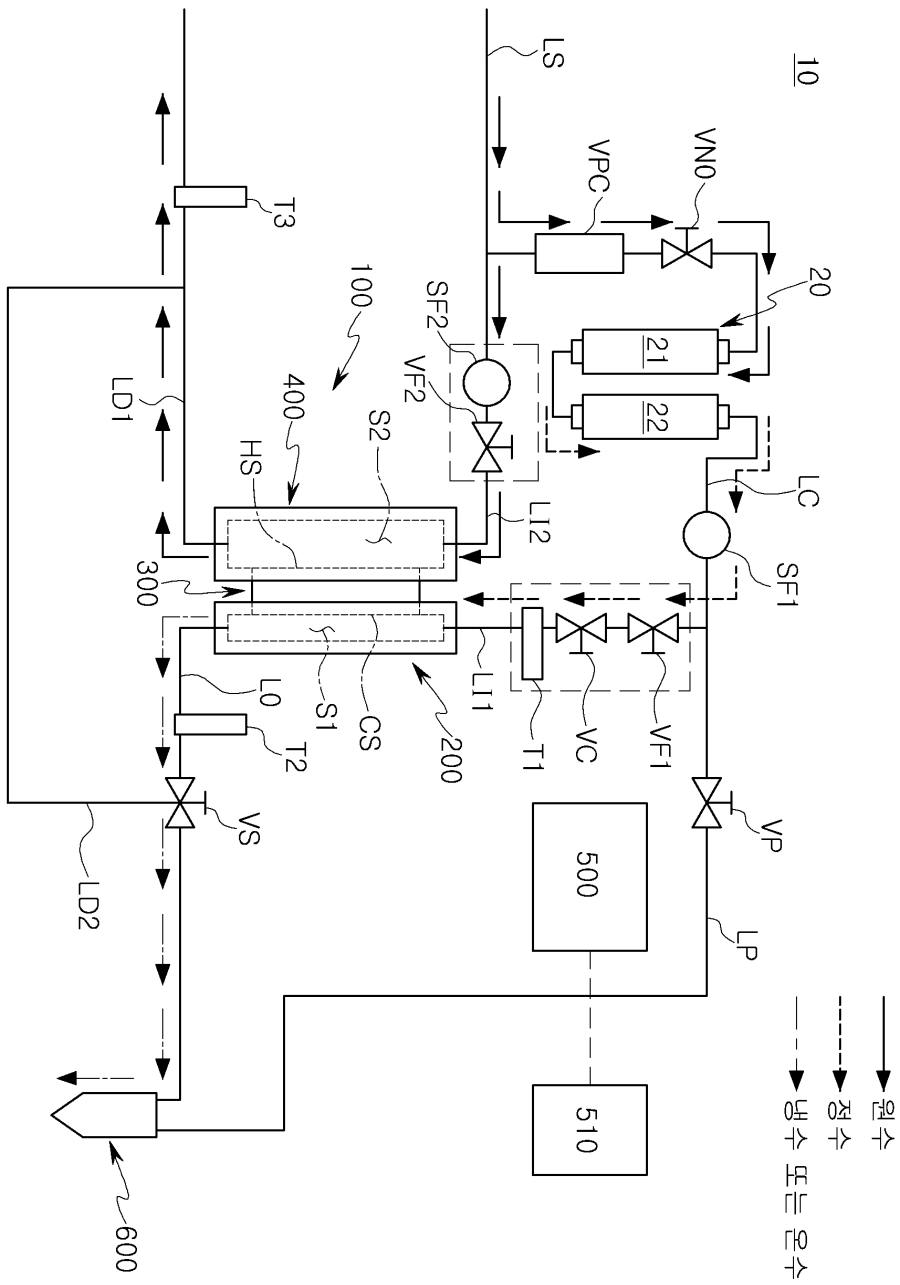 10
LS
VPC
VN0
20
21
22
LC
SF1
T3
100
SF2
VF2
400
S2
HS
LI2
LD1
300
S1
CS
200
LI1
T1
VC
VF1
L0
T2
VS
VP
LD2
500
LP
510
600
원수
정수
냉수 또는 온수